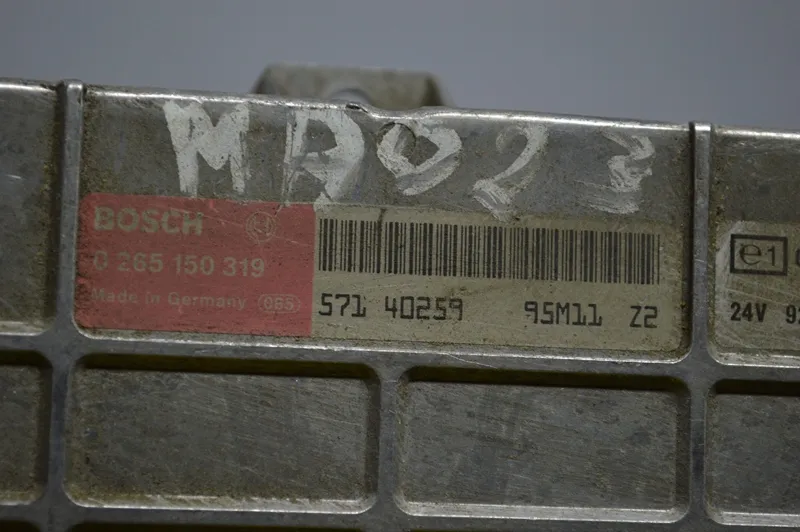 MA023
BOSCH
0 265 150 319
Made in Germany 065
571 40259 95M11 Z2
e1
24V